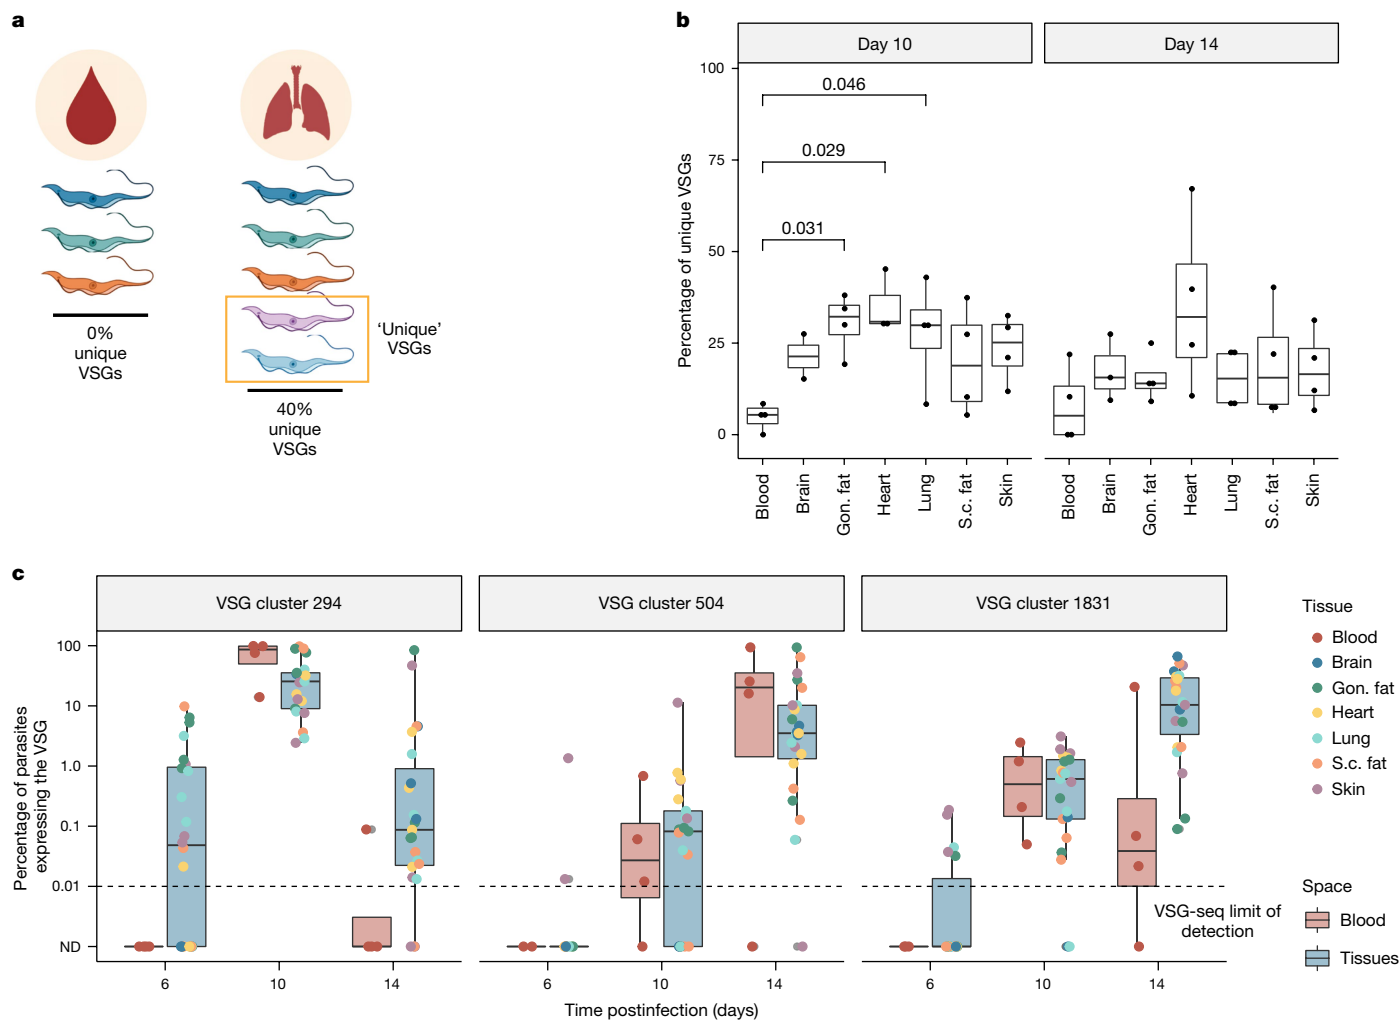 a
0%
unique
VSGs
'Unique'
VSGs
40%
unique
VSGs
b
Day 10
Day 14
Percentage of unique VSGs
100
75
50
25
0
0.046
0.029
0.031
Blood
Brain
Gon. fat
Heart
Lung
S.c. fat
Skin
Blood
Brain
Gon. fat
Heart
Lung
S.c. fat
Skin
c
VSG cluster 294
VSG cluster 504
VSG cluster 1831
Percentage of parasites
expressing the VSG
100
10
1.0
0.1
0.01
ND
6
10
14
6
10
14
6
10
14
Time postinfection (days)
VSG-seq limit of
detection
Tissue
Blood
Brain
Gon. fat
Heart
Lung
S.c. fat
Skin
Space
Blood
Tissues